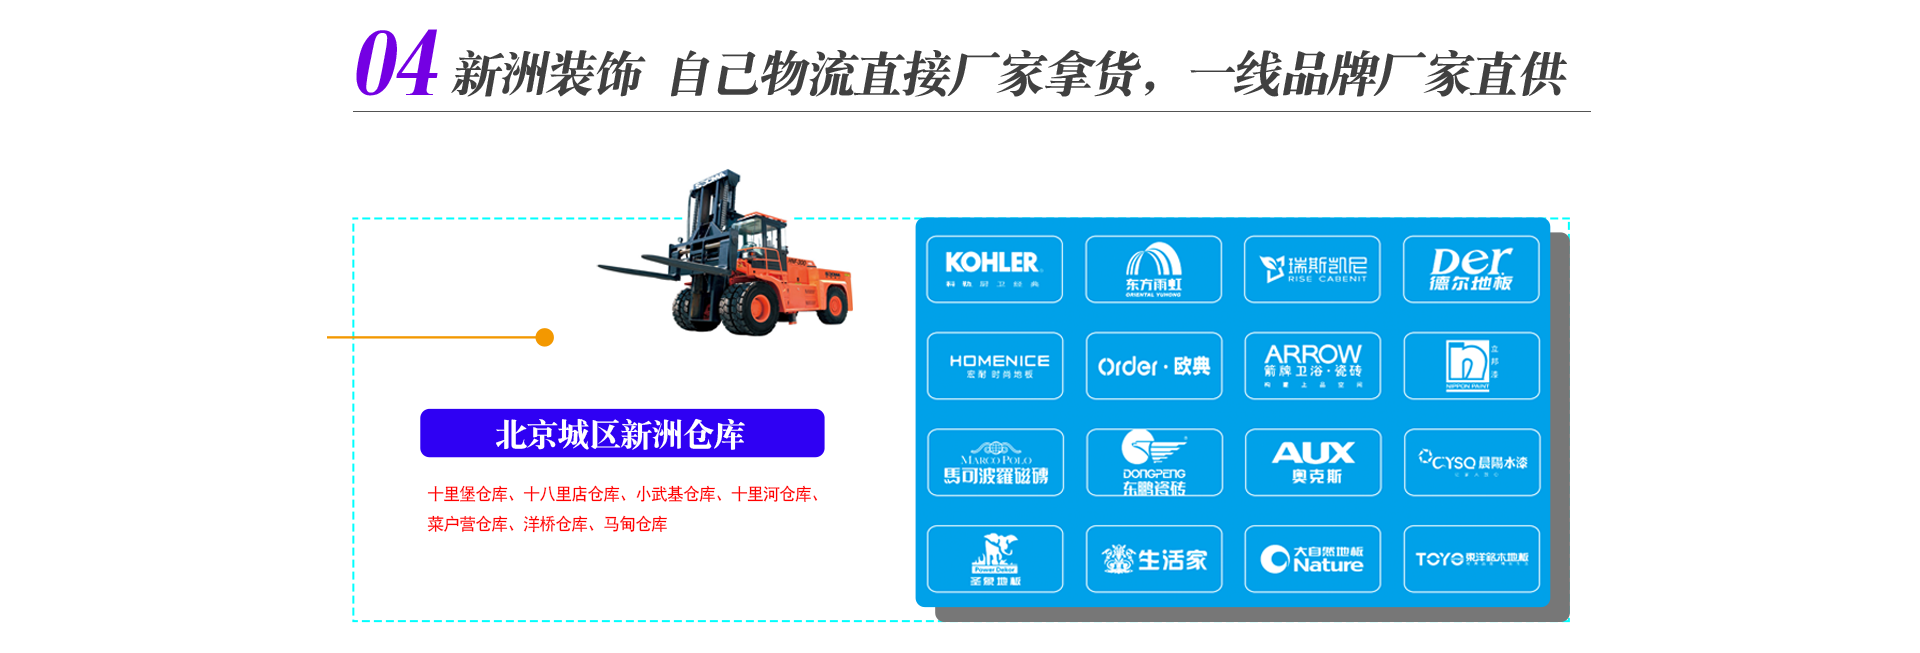 04 新洲装饰 自己物流直接厂家拿货，一线品牌厂家直供
北京城区新洲仓库
十里堡仓库、十八里店仓库、小武基仓库、十里河仓库、
菜户营仓库、洋桥仓库、马甸仓库
KOHLER
科勒 厨卫经典
东方雨虹
ORIENTAL YUHONG
瑞斯凯尼
RISE CABENIT
Der
德尔地板
HOMENICE
宏耐时尚地板
Order·欧典
ARROW
箭牌卫浴·瓷砖
构筑上品空间
立邦漆
NIPPON PAINT
MARCO POLO
馬可波羅磁磚
DONGPENG
东鹏瓷砖
AUX
奥克斯
CYSQ 晨陽水漆
Power Dekor
圣象地板
生活家
大自然地板
Nature
TOYO 東洋銘木地板